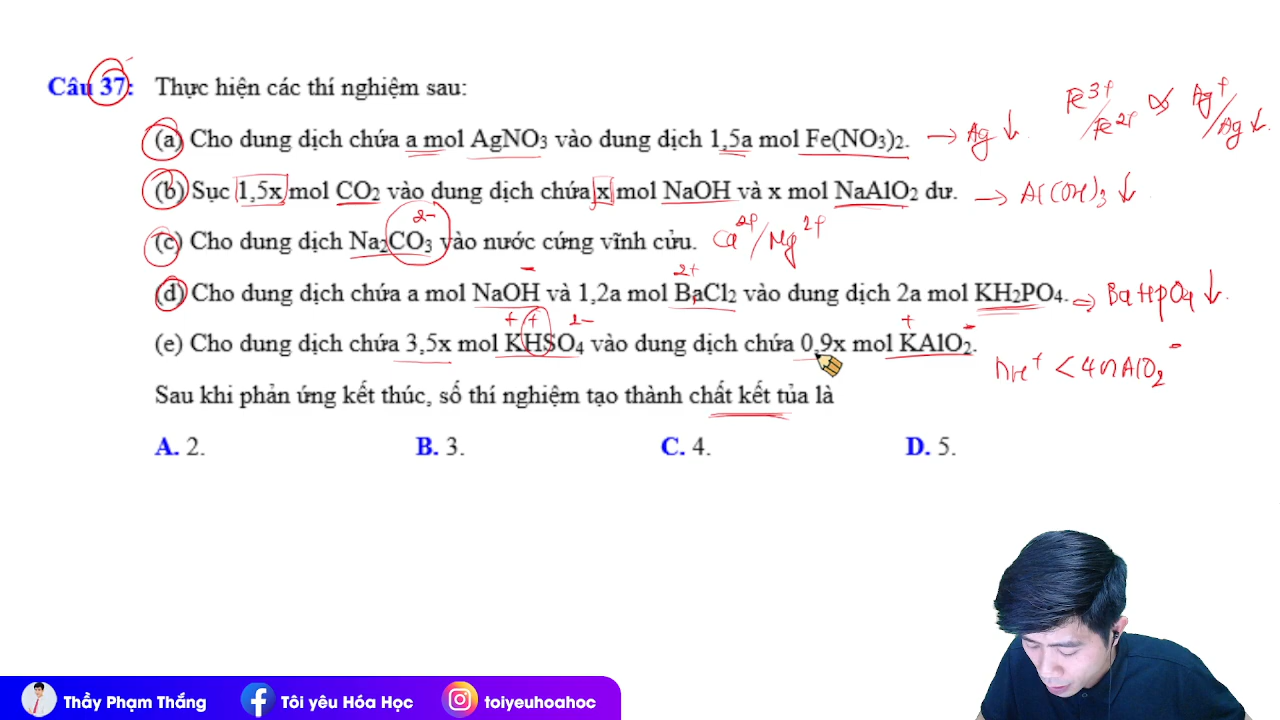 Câu 37: Thực hiện các thí nghiệm sau:
Fe3+/Fe2+ α Ag+/Ag↓
(a) Cho dung dịch chứa a mol AgNO3 vào dung dịch 1,5a mol Fe(NO3)2. → Ag↓
(b) Sục 1,5x mol CO2 vào dung dịch chứa x mol NaOH và x mol NaAlO2 dư. → Al(OH)3↓
2-
(c) Cho dung dịch Na2CO3 vào nước cứng vĩnh cửu. Ca2+/Mg2+
- 2+
(d) Cho dung dịch chứa a mol NaOH và 1,2a mol BaCl2 vào dung dịch 2a mol KH2PO4. ⇒ BaHPO4↓
+ + 2- + -
(e) Cho dung dịch chứa 3,5x mol KHSO4 vào dung dịch chứa 0,9x mol KAlO2. nH+ < 4nAlO2-
Sau khi phản ứng kết thúc, số thí nghiệm tạo thành chất kết tủa là
A. 2. B. 3. C. 4. D. 5.
Thầy Phạm Thắng Tôi yêu Hóa Học toiyeuhoahoc